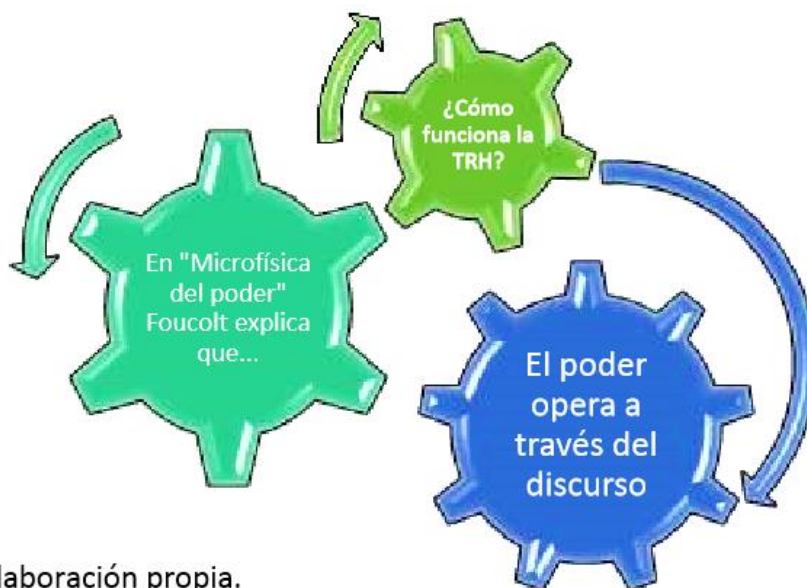 ¿Cómo
funciona la
TRH?
En "Microfísica
del poder"
Foucolt explica
que...
El poder
opera a
través del
discurso
laboración propia.